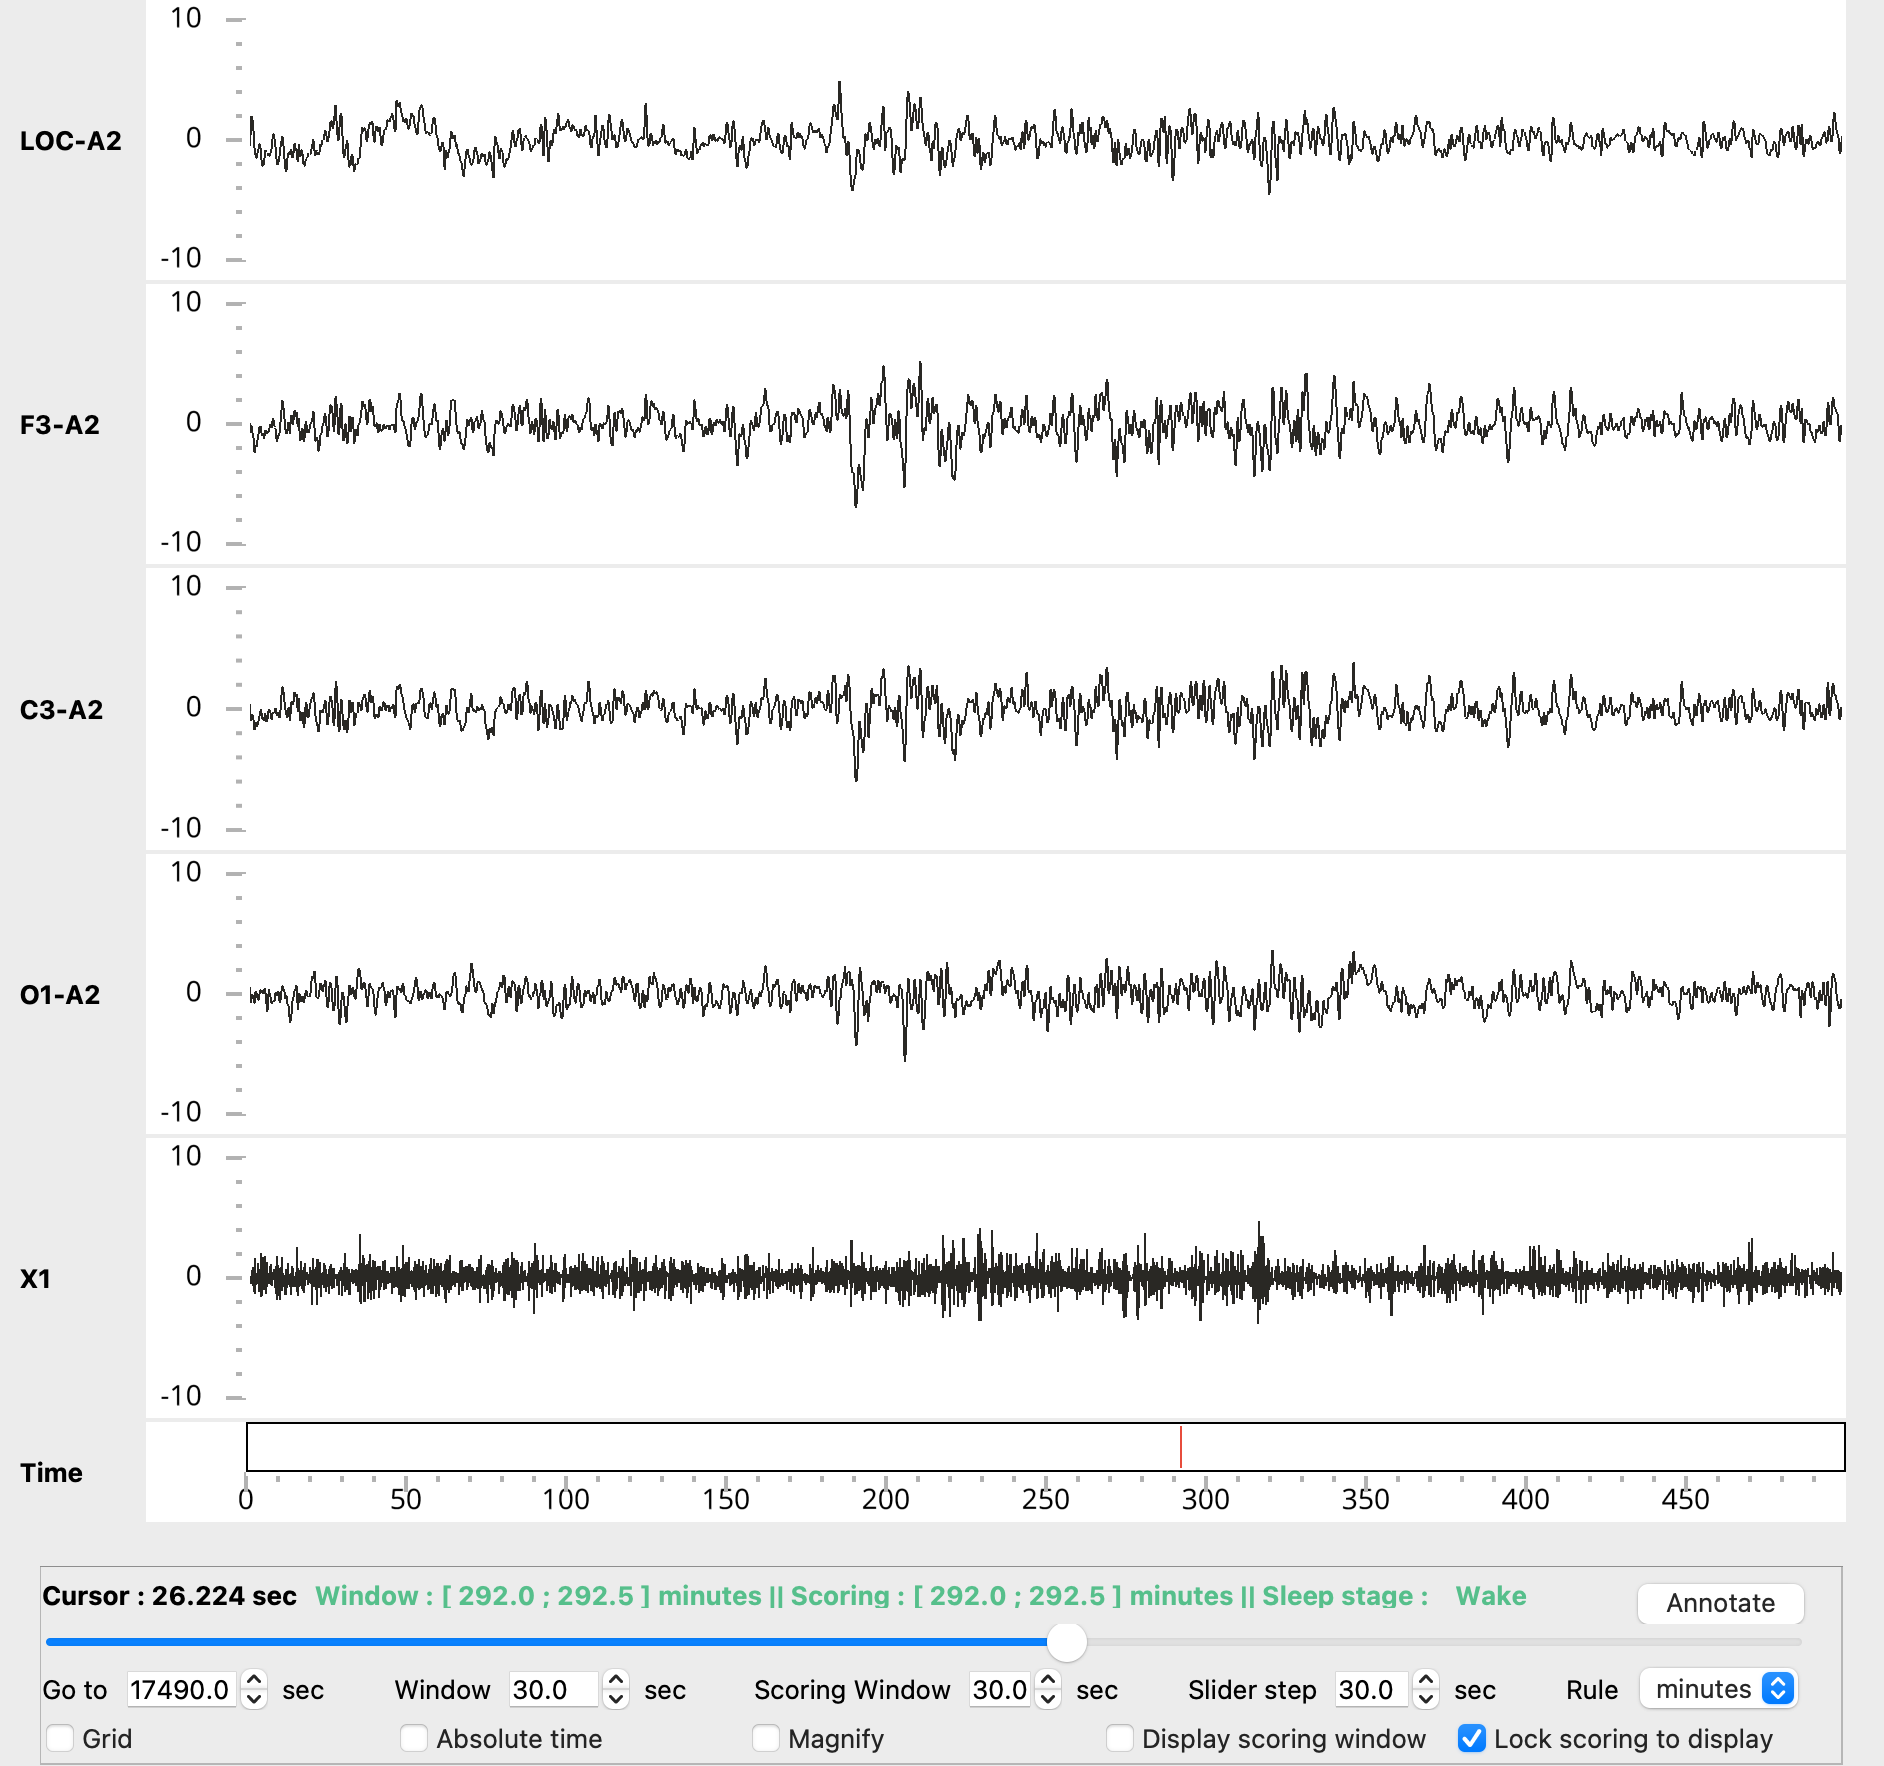 10
LOC-A2
0
-10
10
F3-A2
0
-10
10
C3-A2
0
-10
10
O1-A2
0
-10
10
X1
0
-10
Time
0 50 100 150 200 250 300 350 400 450
Cursor : 26.224 sec Window : [ 292.0 ; 292.5 ] minutes || Scoring : [ 292.0 ; 292.5 ] minutes || Sleep stage : Wake Annotate
Go to 17490.0 sec Window 30.0 sec Scoring Window 30.0 sec Slider step 30.0 sec Rule minutes
Grid Absolute time Magnify Display scoring window Lock scoring to display